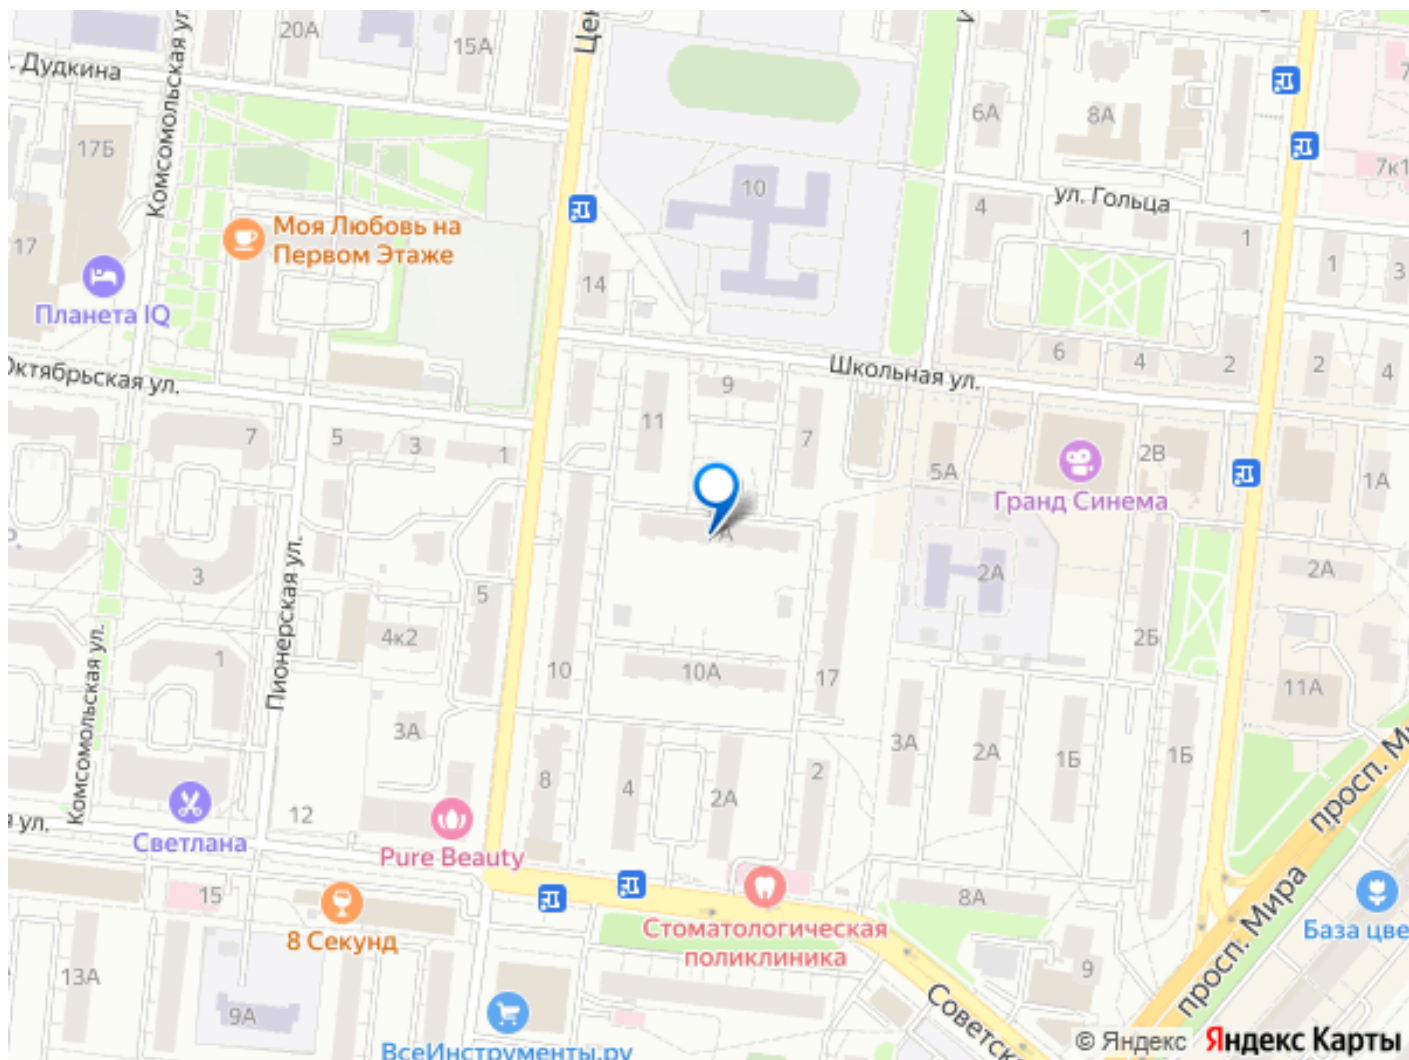 20А
15А
Цен
. Дудкина
Комсомольская ул
17Б
6А
8А
7
7к1
10
ул. Гольца
4
1
1
3
Моя Любовь на
Первом Этаже
17
14
Планета IQ
6
4
2
2
4
Школьная ул.
Октябрьская ул.
9
11
7
7
5
3
1
5А
2В
1А
Гранд Синема
3
Пионерская ул.
5
2А
2А
4к2
2Б
1
10
10А
17
11А
Комсомольская ул.
3А
3А
2А
1Б
1Б
просп. М
8
4
2А
2
12
я ул.
Светлана
Pure Beauty
15
8 Секунд
8А
Стоматологическая
поликлиника
просп. Мира
База цве
13А
9
9А
Советск
ВсеИнструменты.ру
© Яндекс Яндекс Карты